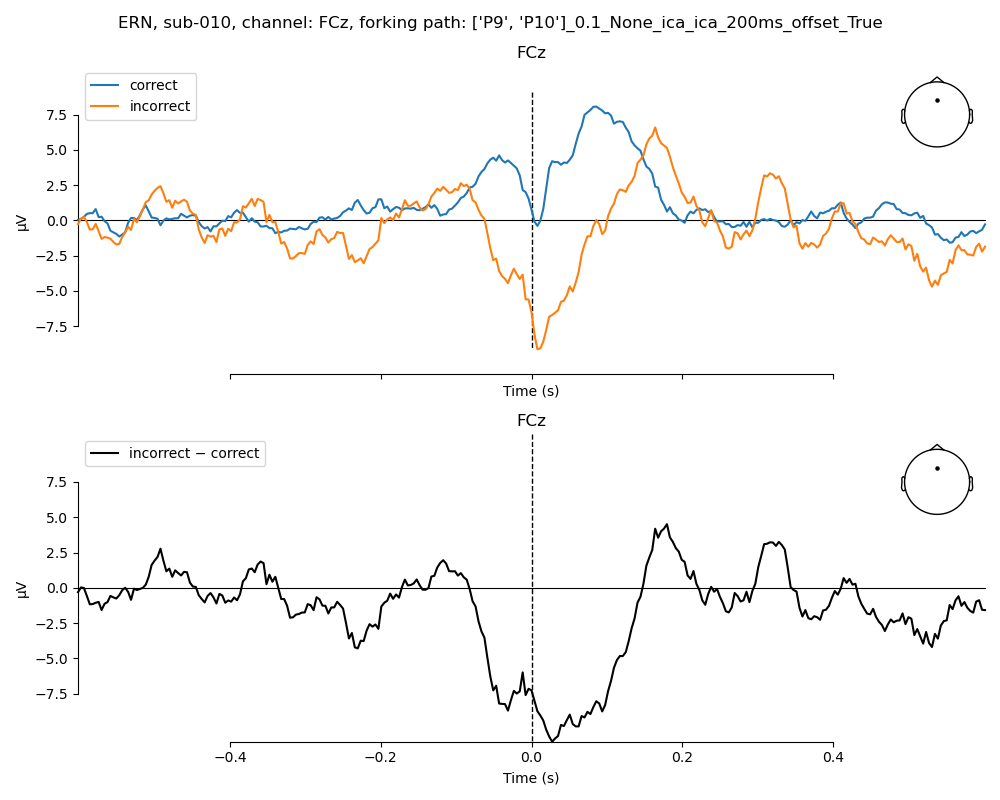 ERN, sub-010, channel: FCz, forking path: ['P9', 'P10']_0.1_None_ica_ica_200ms_offset_True
FCz
correct
incorrect
7.5
5.0
2.5
0.0
−2.5
−5.0
−7.5
µV
Time (s)
FCz
incorrect − correct
7.5
5.0
2.5
0.0
−2.5
−5.0
−7.5
µV
−0.4
−0.2
0.0
0.2
0.4
Time (s)